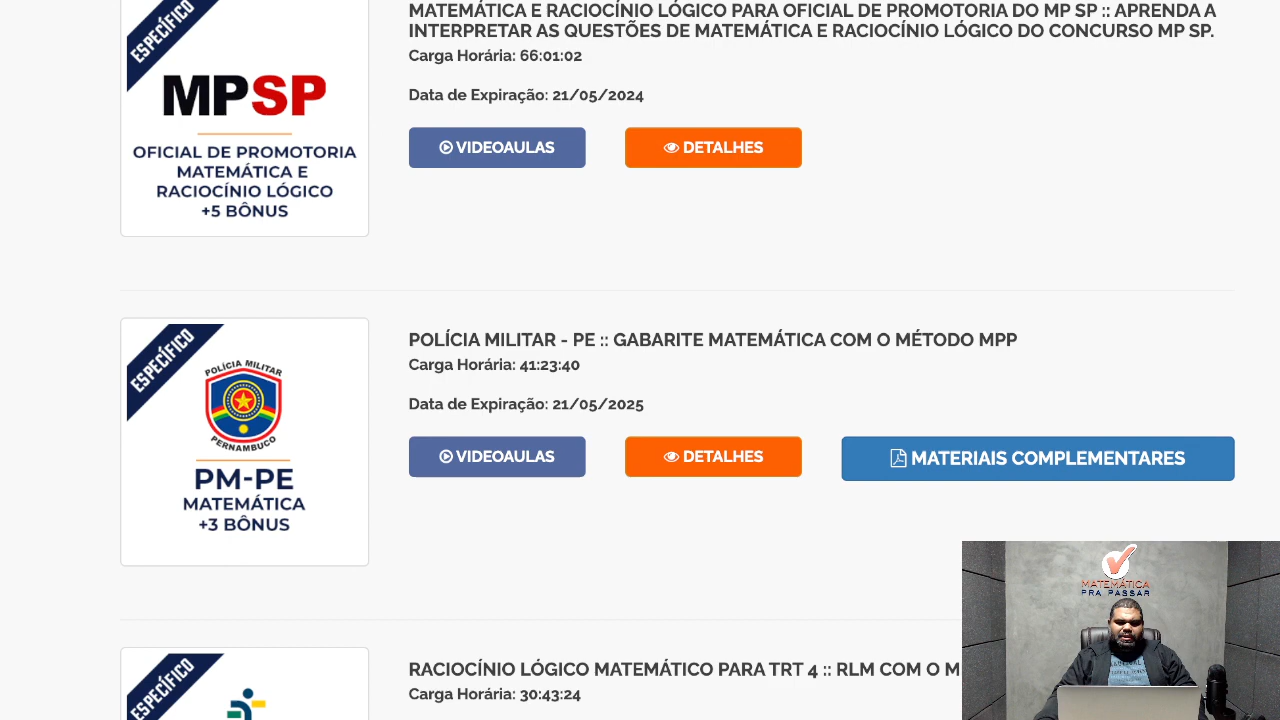 ESPECÍFICO
MPSP
OFICIAL DE PROMOTORIA
MATEMÁTICA E
RACIOCÍNIO LÓGICO
+5 BÔNUS
MATEMÁTICA E RACIOCÍNIO LÓGICO PARA OFICIAL DE PROMOTORIA DO MP SP :: APRENDA A
INTERPRETAR AS QUESTÕES DE MATEMÁTICA E RACIOCÍNIO LÓGICO DO CONCURSO MP SP.
Carga Horária: 66:01:02
Data de Expiração: 21/05/2024
VIDEOAULAS
DETALHES
ESPECÍFICO
POLÍCIA MILITAR
PERNAMBUCO
PM-PE
MATEMÁTICA
+3 BÔNUS
POLÍCIA MILITAR - PE :: GABARITE MATEMÁTICA COM O MÉTODO MPP
Carga Horária: 41:23:40
Data de Expiração: 21/05/2025
VIDEOAULAS
DETALHES
MATERIAIS COMPLEMENTARES
ESPECÍFICO
RACIOCÍNIO LÓGICO MATEMÁTICO PARA TRT 4 :: RLM COM O M
Carga Horária: 30:43:24
MATEMÁTICA
PRA PASSAR